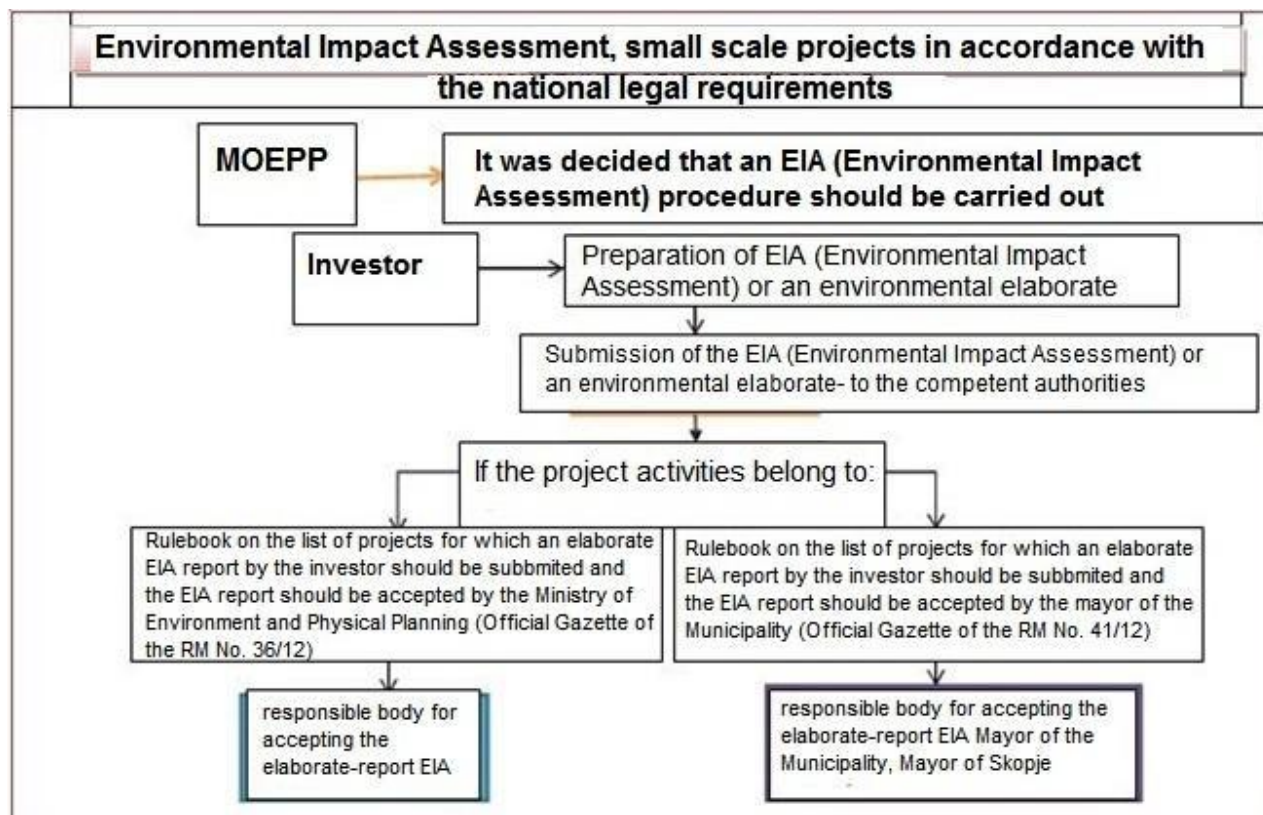 Environmental Impact Assessment, small scale projects in accordance with
the national legal requirements
MOEPP
It was decided that an EIA (Environmental Impact
Assessment) procedure should be carried out
Investor
Preparation of EIA (Environmental Impact
Assessment) or an environmental elaborate
Submission of the EIA (Environmental Impact Assessment) or
an environmental elaborate- to the competent authorities
If the project activities belong to:
Rulebook on the list of projects for which an elaborate
EIA report by the investor should be subbmited and
the EIA report should be accepted by the Ministry of
Environment and Physical Planning (Official Gazette of
the RM No. 36/12)
Rulebook on the list of projects for which an elaborate
EIA report by the investor should be subbmited and
the EIA report should be accepted by the mayor of the
Municipality (Official Gazette of the RM No. 41/12)
responsible body for
accepting the
elaborate-report EIA
responsible body for accepting the
elaborate-report EIA Mayor of the
Municipality, Mayor of Skopje